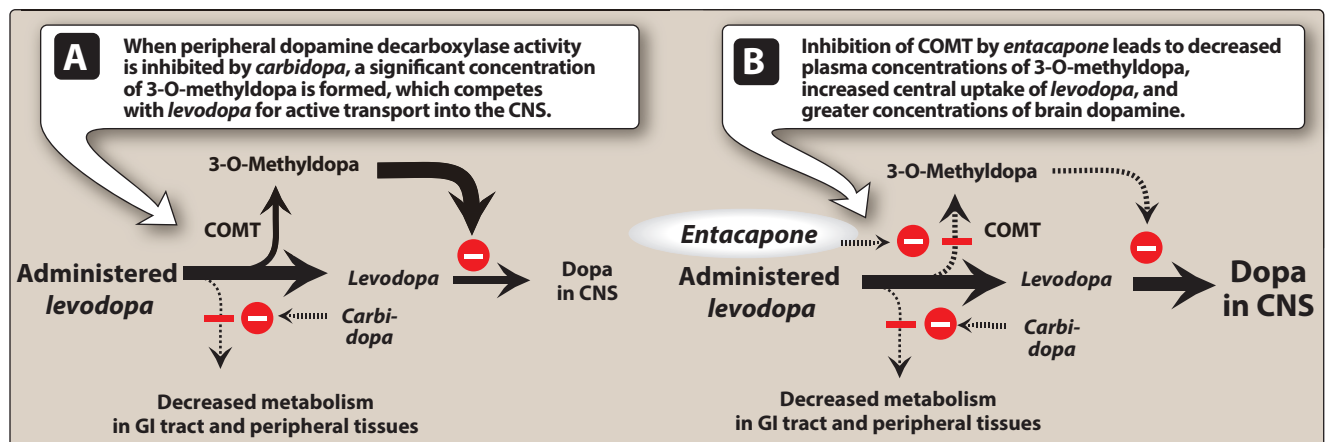 A
When peripheral dopamine decarboxylase activity
is inhibited by carbidopa, a significant concentration
of 3-O-methyldopa is formed, which competes
with levodopa for active transport into the CNS.
3-O-Methyldopa
COMT
Administered
levodopa
Levodopa
Dopa
in CNS
Carbi-
dopa
Decreased metabolism
in GI tract and peripheral tissues
B
Inhibition of COMT by entacapone leads to decreased
plasma concentrations of 3-O-methyldopa,
increased central uptake of levodopa, and
greater concentrations of brain dopamine.
3-O-Methyldopa
COMT
Entacapone
Administered
levodopa
Levodopa
Dopa
in CNS
Carbi-
dopa
Decreased metabolism
in GI tract and peripheral tissues